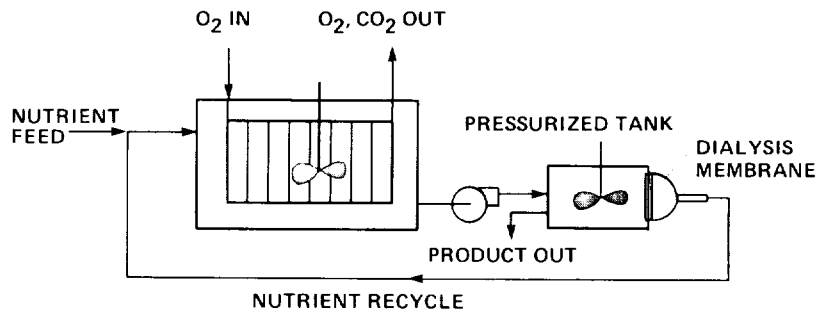 O2 IN
O2, CO2 OUT
NUTRIENT
FEED
PRESSURIZED TANK
DIALYSIS
MEMBRANE
PRODUCT OUT
NUTRIENT RECYCLE